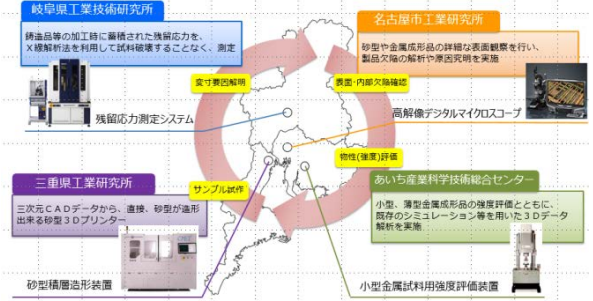 岐阜県工業技術研究所
鋳造品等の加工時に蓄積された残留応力を、
X線解析法を利用して試料破壊することなく、測定
残留応力測定システム
変寸要因解明
名古屋市工業研究所
砂型や金属成形品の詳細な表面観察を行い、
製品欠陥の解析や原因究明を実施
表面・内部欠陥確認
高解像デジタルマイクロスコープ
三重県工業研究所
三次元CADデータから、直接、砂型が造形
出来る砂型3Dプリンター
サンプル試作
砂型積層造形装置
物性(強度)評価
あいち産業科学技術総合センター
小型、薄型金属成形品の強度評価とともに、
既存のシミュレーション等を用いた3Dデータ
解析を実施
小型金属試料用強度評価装置